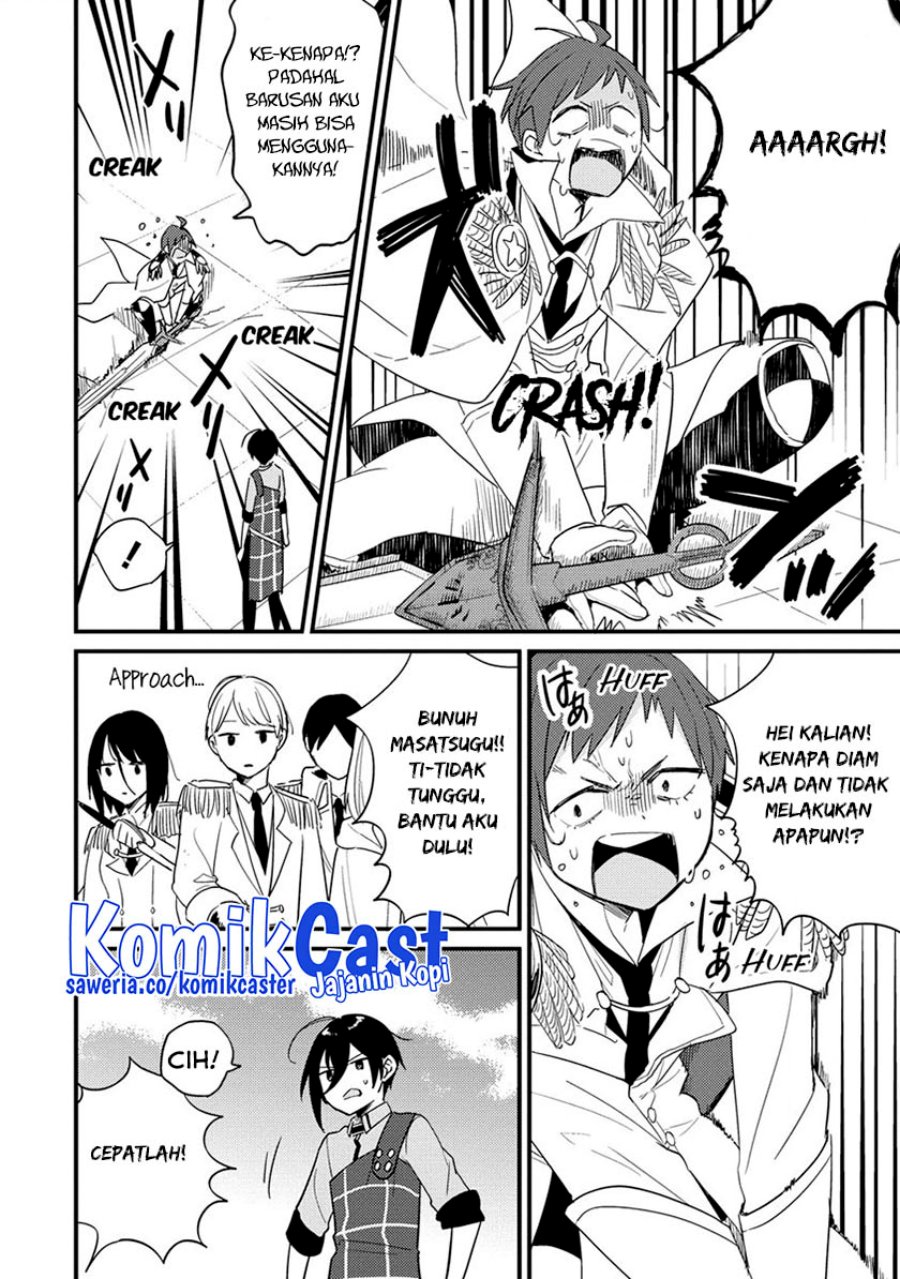 AAAARGH!
CRASH!
KE-KENAPA!?
PADAHAL
BARUSAN AKU
MASIH BISA
MENGGUNA-
KANNYA!
CREAK
CREAK
CREAK
!
HUFF
はぁ
HEI KALIAN!
KENAPA DIAM
SAJA DAN TIDAK
MELAKUKAN
APAPUN!?
はぁ
HUFF
Approach...
BUNUH
MASATSUGU!!
TI-TIDAK
TUNGGU,
BANTU AKU
DULU!
KomikCast
saweria.co/komikcaster Jajanin Kopi
CIH!
CEPATLAH!